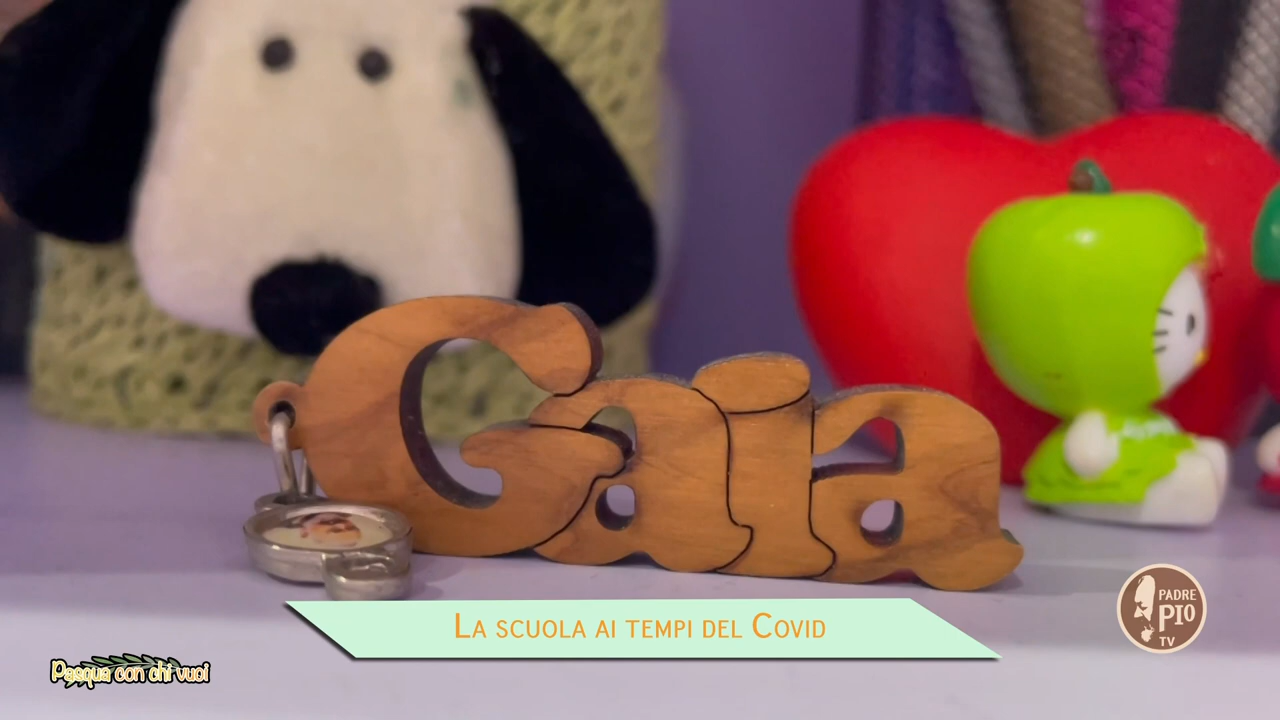 Gaia
La scuola ai tempi del Covid
PADRE
PIO
TV
Pasqua con chi vuoi